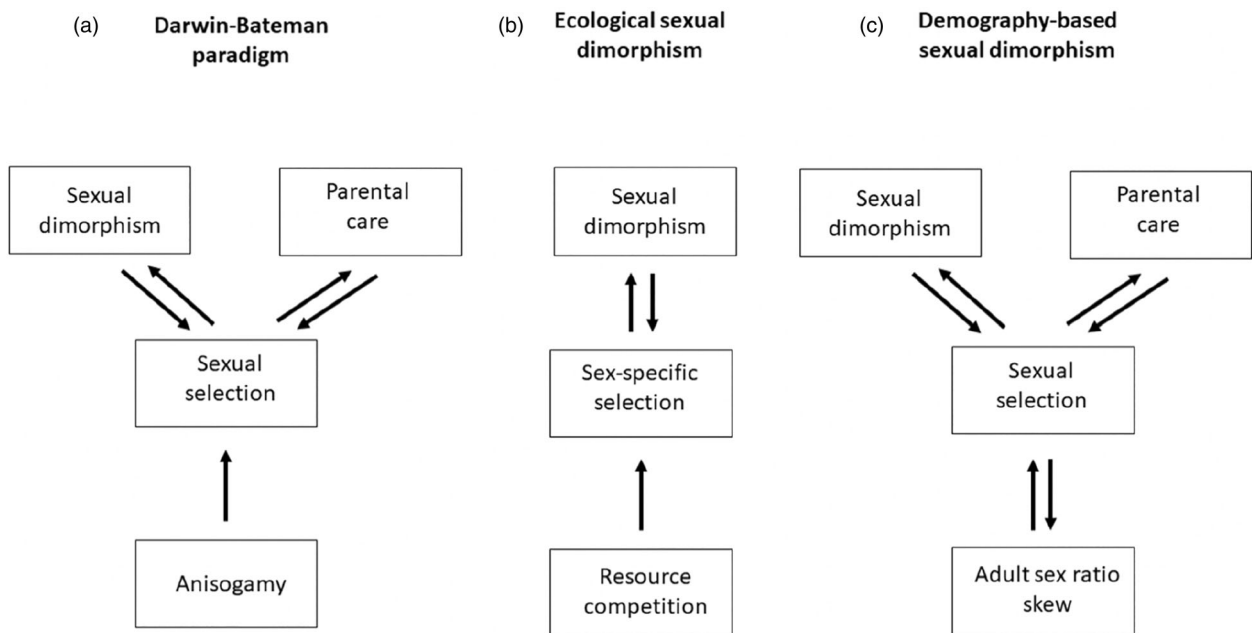 (a) Darwin-Bateman
paradigm
Sexual
dimorphism
Parental
care
Sexual
selection
Anisogamy
(b) Ecological sexual
dimorphism
Sexual
dimorphism
Sex-specific
selection
Resource
competition
(c) Demography-based
sexual dimorphism
Sexual
dimorphism
Parental
care
Sexual
selection
Adult sex ratio
skew